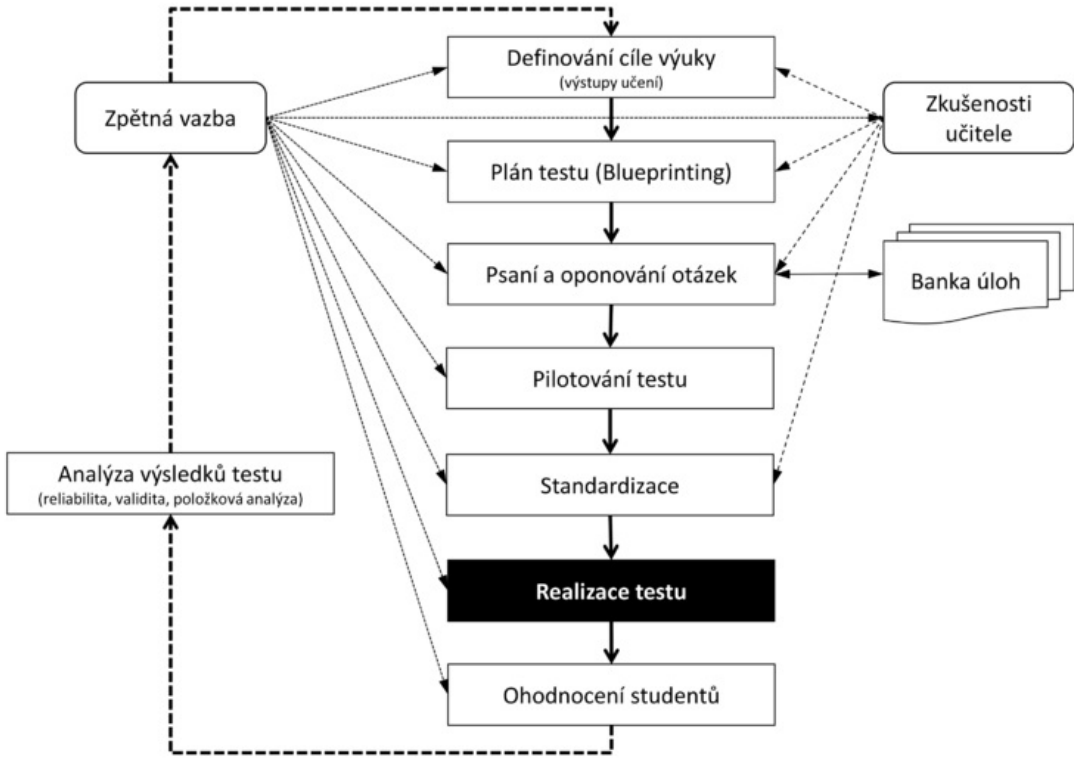 Definování cíle výuky
(výstupy učení)
Zpětná vazba
Zkušenosti
učitele
Plán testu (Blueprinting)
Psaní a oponování otázek
Banka úloh
Pilotování testu
Analýza výsledků testu
(reliabilita, validita, položková analýza)
Standardizace
Realizace testu
Ohodnocení studentů